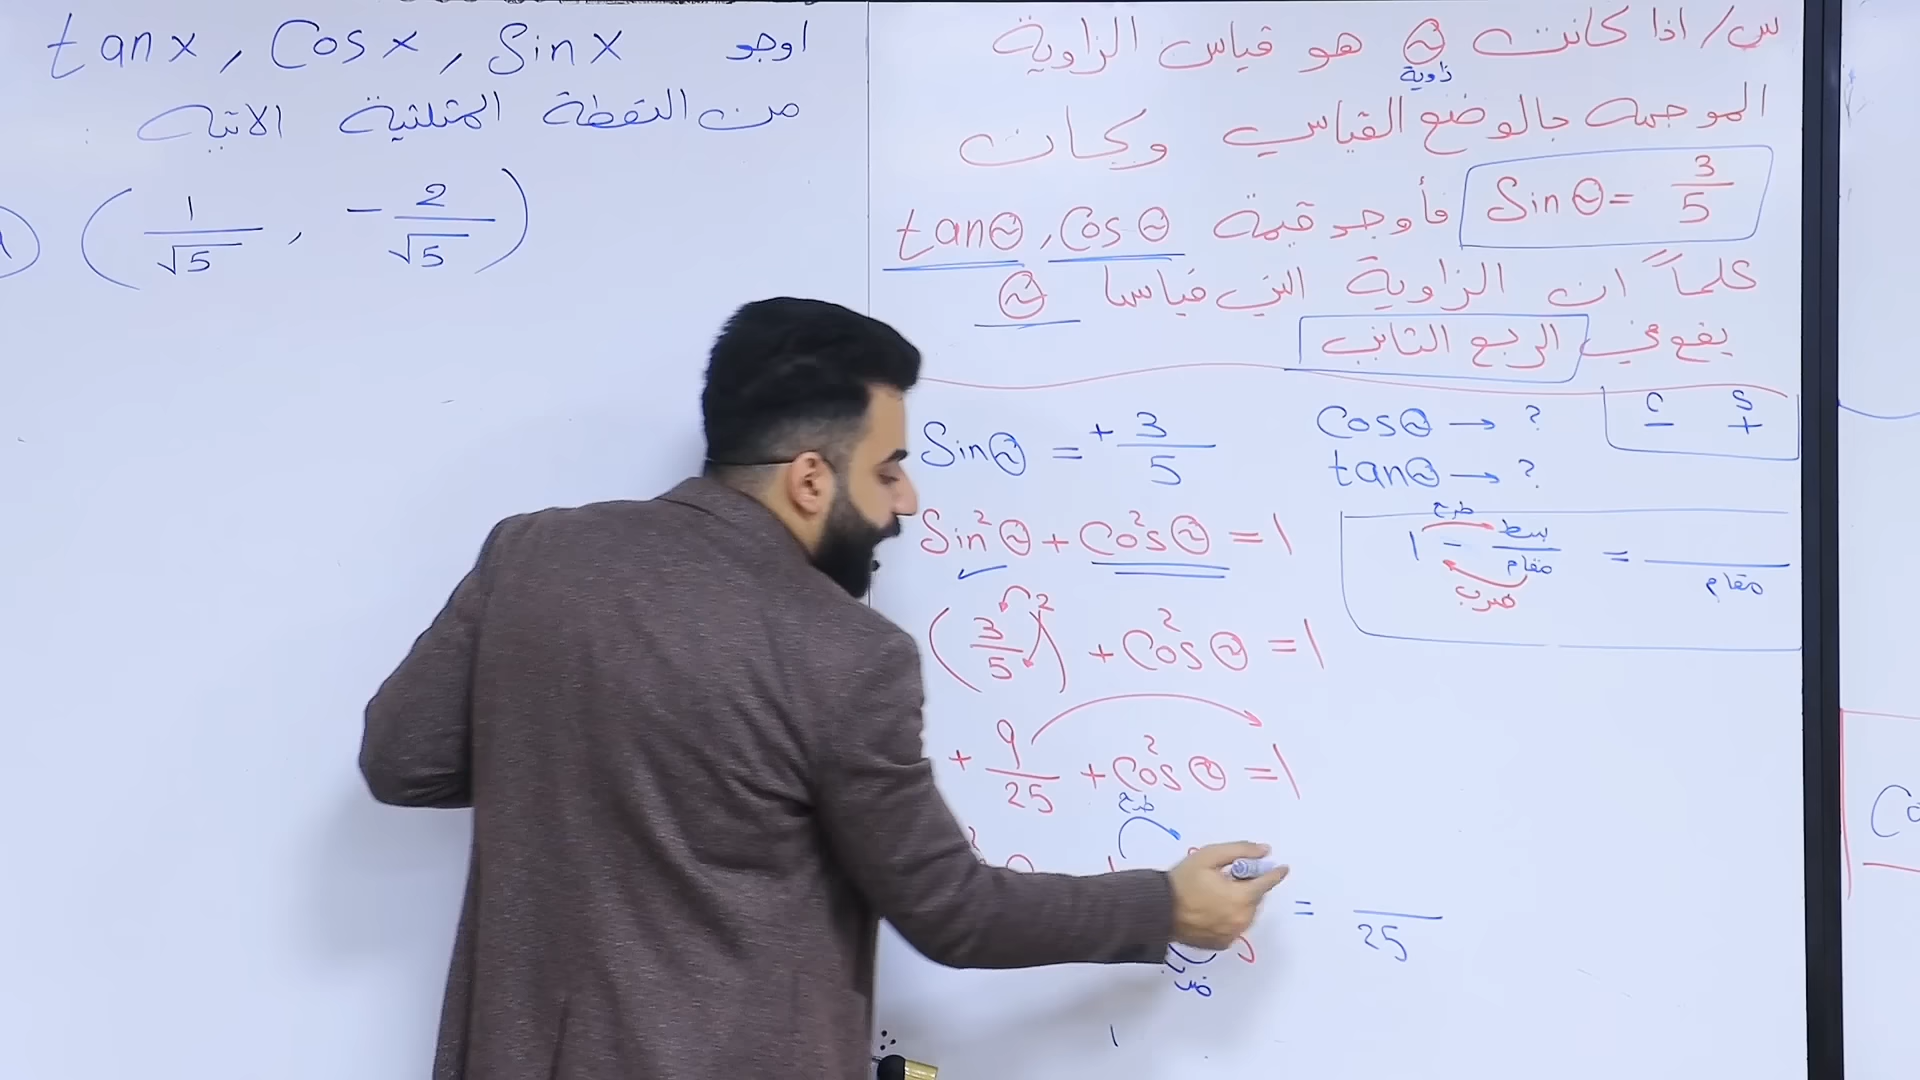 س/ اذا كانت θ هو قياس الزاوية
زاوية
الموجهة بالوضع القياسي وكانت
Sin θ = 3/5 فأوجد قيمة Cos θ , tan θ
علماً ان الزاوية التي قياسها θ
يقع في الربع الثاني
Sin θ = + 3/5
Cos θ → ?
tan θ → ?
C S
− +
Sin²θ + Cos²θ = 1
طرح
1 − بسط/مقام = ــــ/مقام
ضرب
(3/5)² + Cos²θ = 1
+ 9/25 + Cos²θ = 1
طرح
= ــــ/25
ضرب
اوجد Sin x , Cos x , tan x
من النقطة المثلثية الاتية
(1/√5 , − 2/√5)